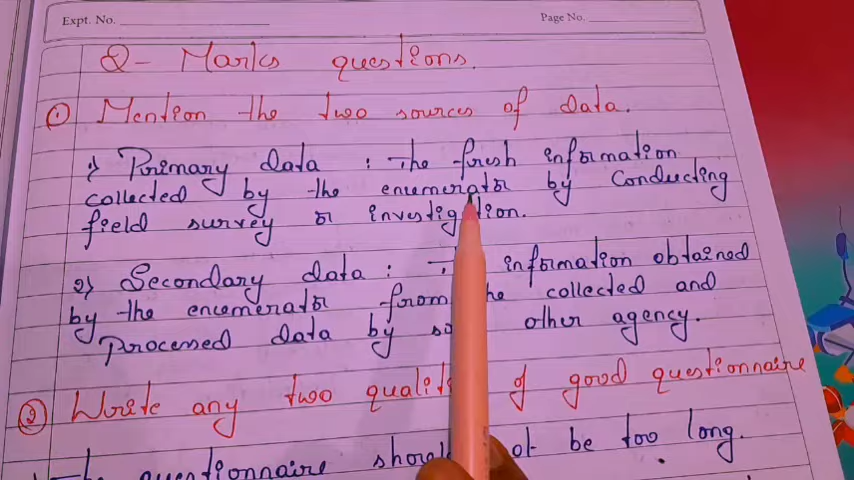 Expt. No.
Page No.
2- Marks questions.
① Mention the two sources of data.
1) Primary data : The fresh information
collected by the enumerator by Conducting
field survey or investigation.
2) Secondary data : information obtained
by the enumerator from collected and
Processed data by other agency.
② Write any two of good questionnaire
questionnaire be too long.